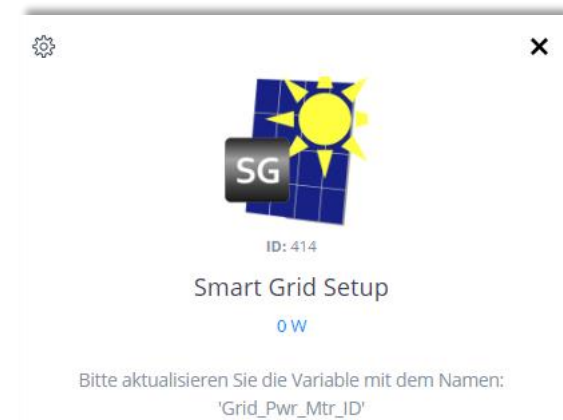 SG
ID: 414
Smart Grid Setup
0 W
Bitte aktualisieren Sie die Variable mit dem Namen:
'Grid_Pwr_Mtr_ID'